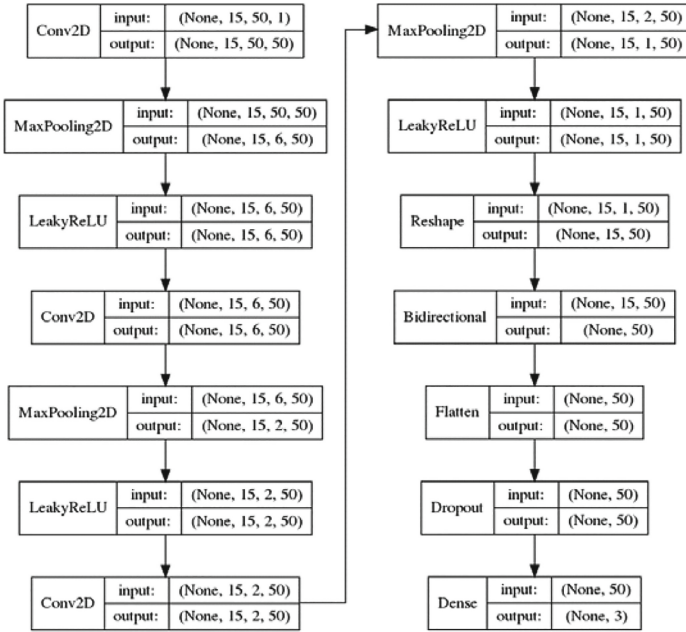 Conv2D
input: (None, 15, 50, 1)
output: (None, 15, 50, 50)
MaxPooling2D
input: (None, 15, 50, 50)
output: (None, 15, 6, 50)
LeakyReLU
input: (None, 15, 6, 50)
output: (None, 15, 6, 50)
Conv2D
input: (None, 15, 6, 50)
output: (None, 15, 6, 50)
MaxPooling2D
input: (None, 15, 6, 50)
output: (None, 15, 2, 50)
LeakyReLU
input: (None, 15, 2, 50)
output: (None, 15, 2, 50)
Conv2D
input: (None, 15, 2, 50)
output: (None, 15, 2, 50)
MaxPooling2D
input: (None, 15, 2, 50)
output: (None, 15, 1, 50)
LeakyReLU
input: (None, 15, 1, 50)
output: (None, 15, 1, 50)
Reshape
input: (None, 15, 1, 50)
output: (None, 15, 50)
Bidirectional
input: (None, 15, 50)
output: (None, 50)
Flatten
input: (None, 50)
output: (None, 50)
Dropout
input: (None, 50)
output: (None, 50)
Dense
input: (None, 50)
output: (None, 3)